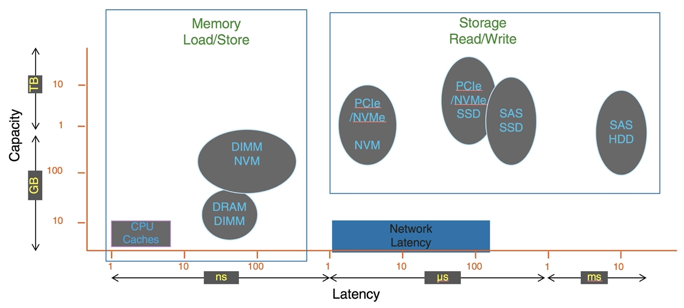 Memory
Load/Store
Storage
Read/Write
Capacity
TB
GB
10
1
100
10
PCIe
/NVMe
NVM
PCIe
/NVMe
SSD
SAS
SSD
SAS
HDD
DIMM
NVM
DRAM
DIMM
CPU
Caches
Network
Latency
1
10
100
1
10
100
1
10
ns
µs
ms
Latency